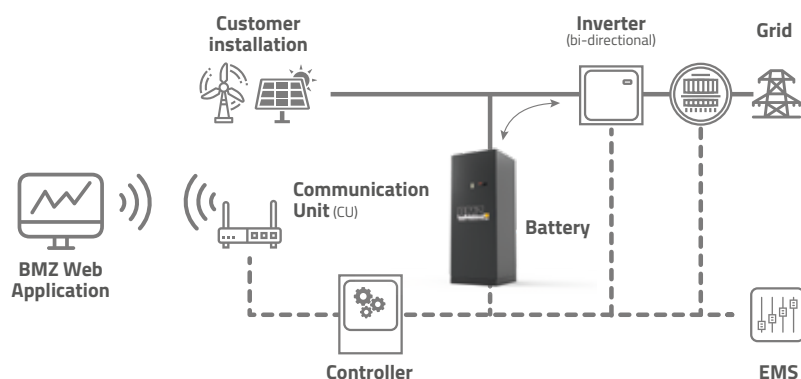 Customer
installation
Inverter
(bi-directional)
Grid
Communication
Unit (CU)
Battery
BMZ Web
Application
Controller
EMS